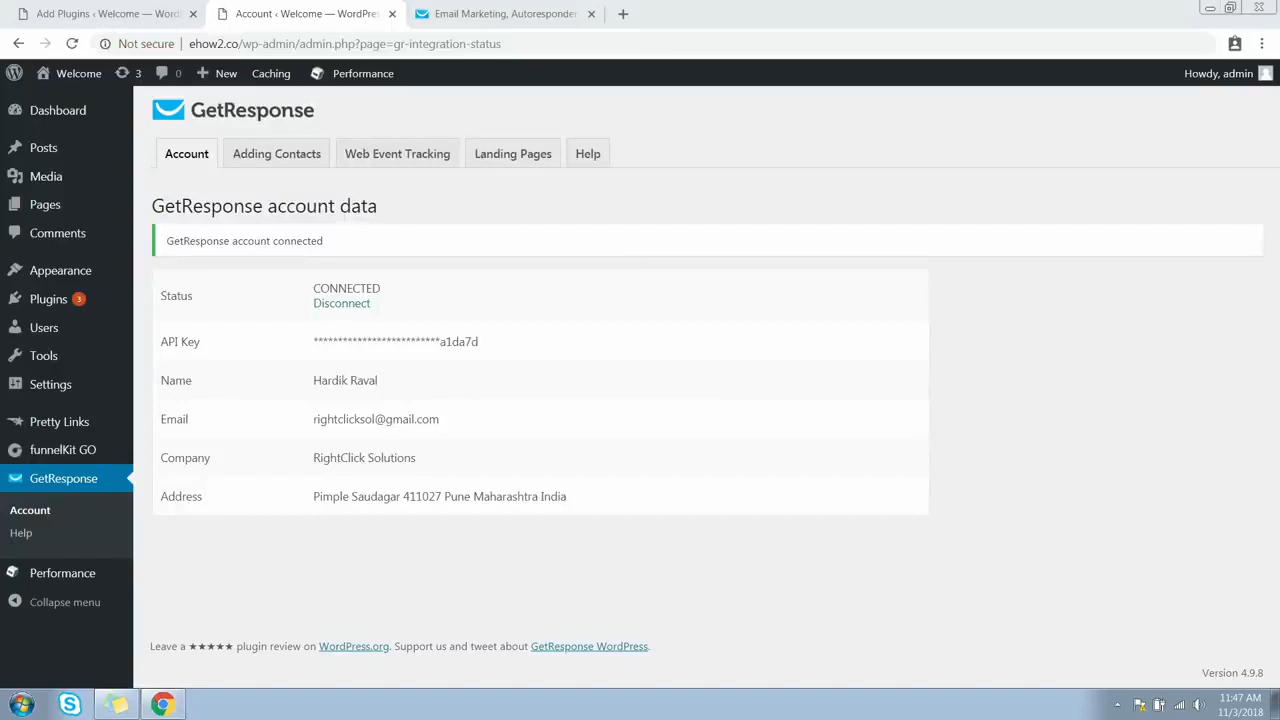 Add Plugins ‹ Welcome — Word
Account ‹ Welcome — WordPre
Email Marketing, Autoresponder
Not secure
ehow2.co/wp-admin/admin.php?page=gr-integration-status
Welcome
3
0
New
Caching
Performance
Howdy, admin
Dashboard
Posts
Media
Pages
Comments
Appearance
Plugins 3
Users
Tools
Settings
Pretty Links
funnelKit GO
GetResponse
Account
Help
Performance
Collapse menu
GetResponse
Account
Adding Contacts
Web Event Tracking
Landing Pages
Help
GetResponse account data
GetResponse account connected
Status
CONNECTED
Disconnect
API Key
**************************a1da7d
Name
Hardik Raval
Email
rightclicksol@gmail.com
Company
RightClick Solutions
Address
Pimple Saudagar 411027 Pune Maharashtra India
Leave a ★★★★★ plugin review on WordPress.org. Support us and tweet about GetResponse WordPress.
Version 4.9.8
11:47 AM
11/3/2018